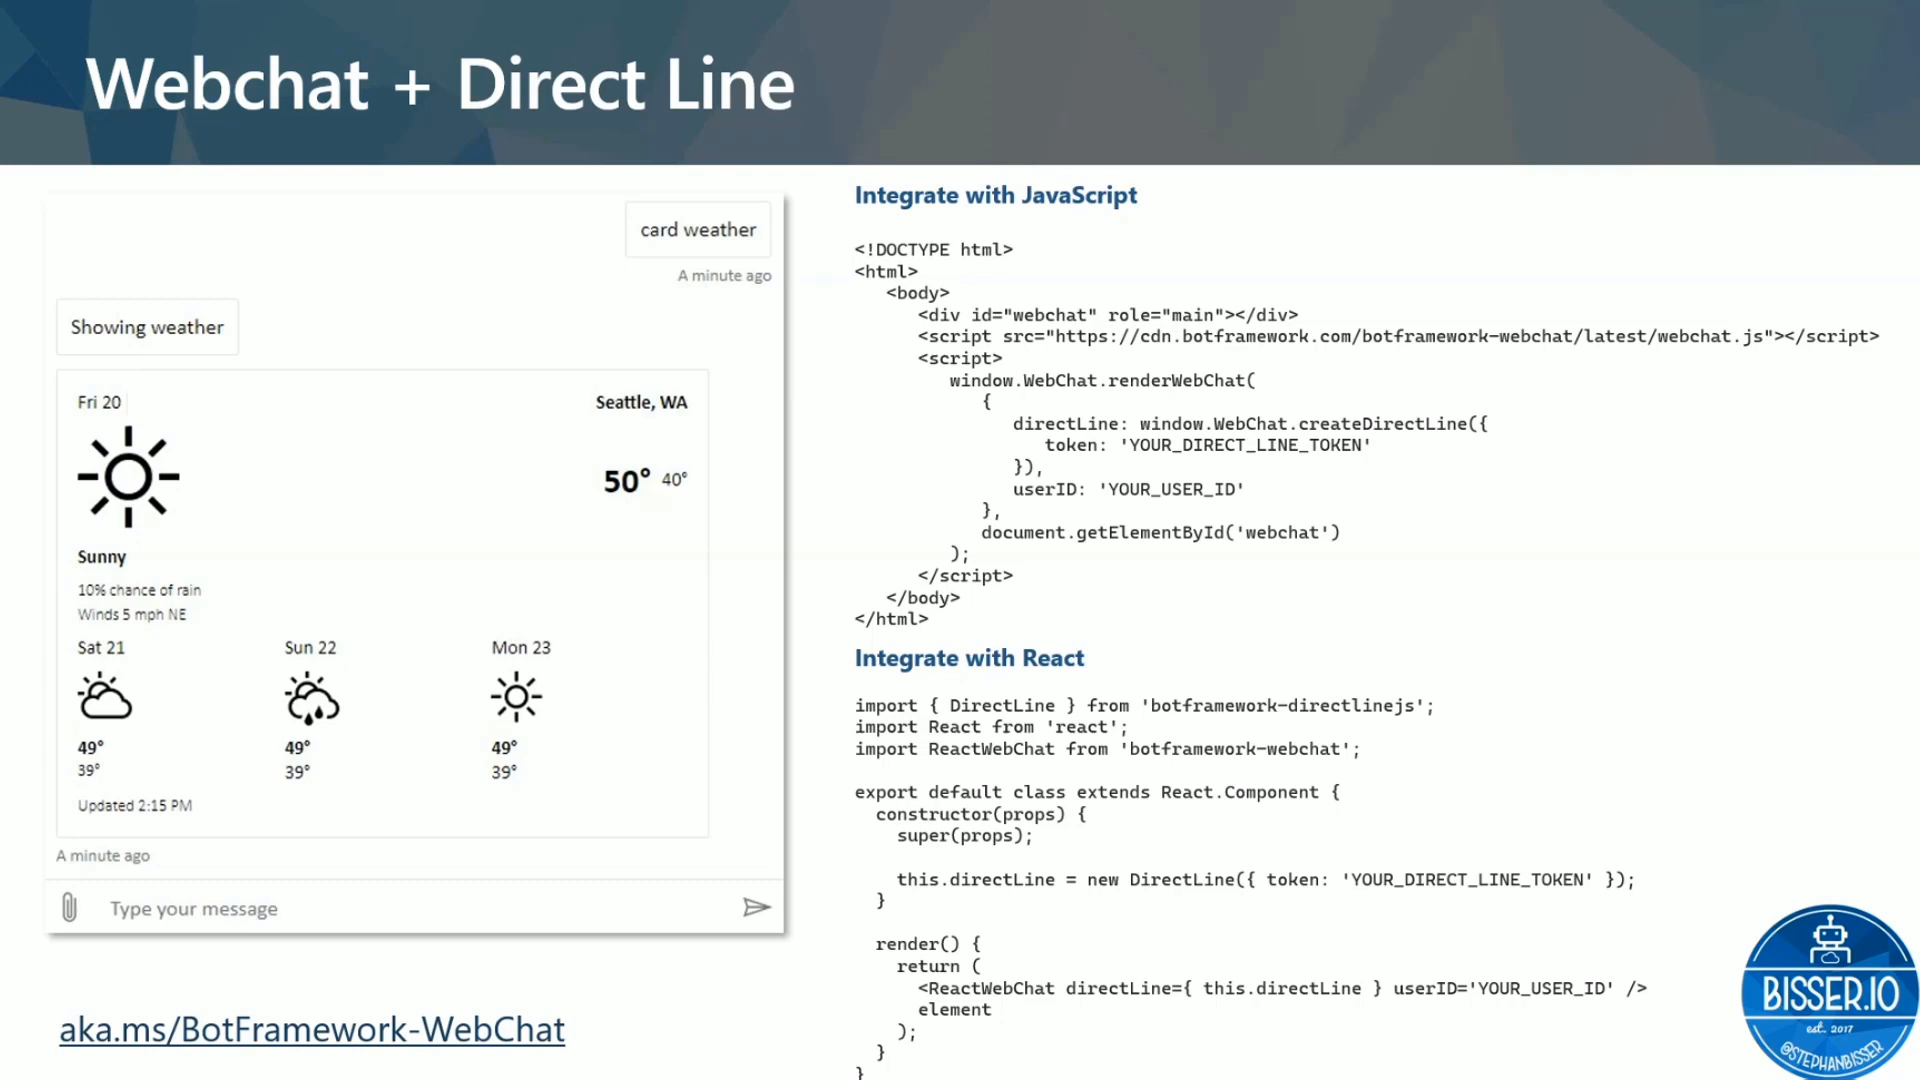 Webchat + Direct Line
card weather
A minute ago
Showing weather
Fri 20
Seattle, WA
50° 40°
Sunny
10% chance of rain
Winds 5 mph NE
Sat 21 Sun 22 Mon 23
49° 49° 49°
39° 39° 39°
Updated 2:15 PM
A minute ago
Type your message
aka.ms/BotFramework-WebChat
Integrate with JavaScript
<!DOCTYPE html>
<html>
<body>
<div id="webchat" role="main"></div>
<script src="https://cdn.botframework.com/botframework-webchat/latest/webchat.js"></script>
<script>
window.WebChat.renderWebChat(
{
directLine: window.WebChat.createDirectLine({
token: 'YOUR_DIRECT_LINE_TOKEN'
}),
userID: 'YOUR_USER_ID'
},
document.getElementById('webchat')
);
</script>
</body>
</html>
Integrate with React
import { DirectLine } from 'botframework-directlinejs';
import React from 'react';
import ReactWebChat from 'botframework-webchat';
export default class extends React.Component {
constructor(props) {
super(props);
this.directLine = new DirectLine({ token: 'YOUR_DIRECT_LINE_TOKEN' });
}
render() {
return (
<ReactWebChat directLine={ this.directLine } userID='YOUR_USER_ID' />
element
);
}
}
BISSER.IO
est. 2017
@STEPHANBISSER